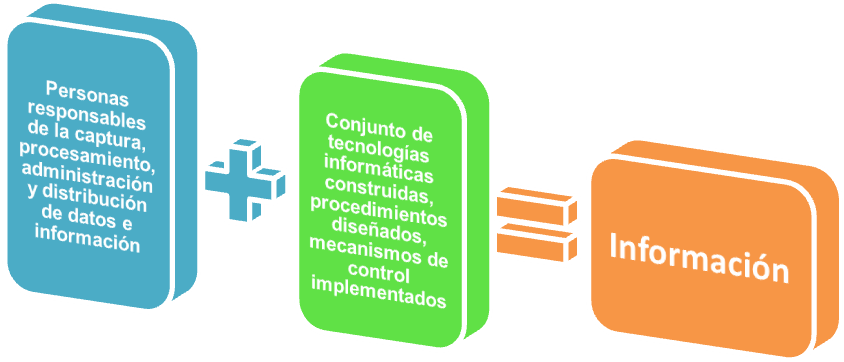 Personas
responsables
de la captura,
procesamiento,
administración
y distribución
de datos e
información
Conjunto de
tecnologías
informáticas
construidas,
procedimientos
diseñados,
mecanismos de
control
implementados
Información